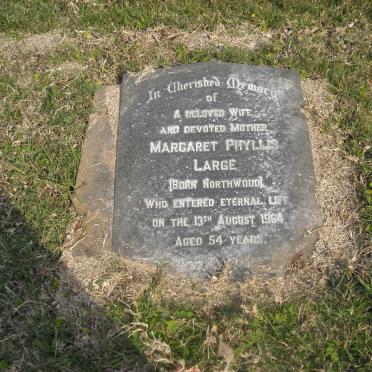 In Cherished Memory
of
A BELOVED WIFE
AND DEVOTED MOTHER
MARGARET PHYLLIS
LARGE
(BORN NORTHWOOD)
WHO ENTERED ETERNAL LIFE
ON THE 13TH AUGUST 1964
AGED 54 YEARS.